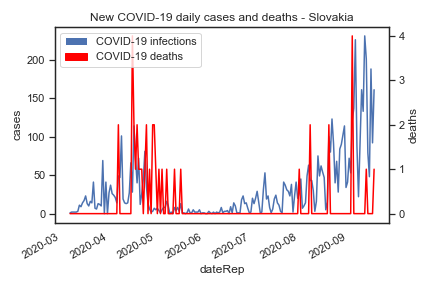 New COVID-19 daily cases and deaths - Slovakia
COVID-19 infections
COVID-19 deaths
200
150
100
50
0
cases
4
3
2
1
0
deaths
2020-03
2020-04
2020-05
2020-06
2020-07
2020-08
2020-09
dateRep